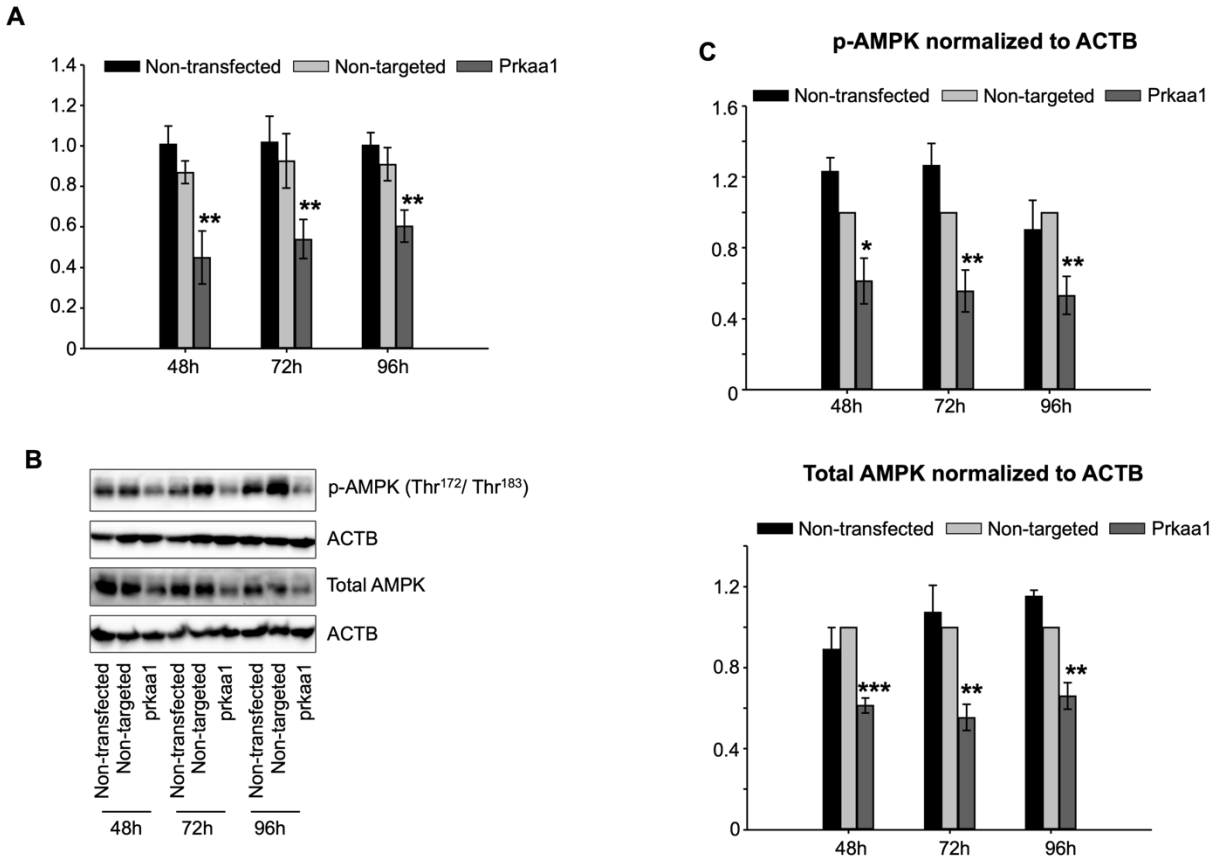 A
Non-transfected Non-targeted Prkaa1
1.4
1.2
1.0
0.8
0.6
0.4
0.2
0
** ** **
48h 72h 96h
B
p-AMPK (Thr172/ Thr183)
ACTB
Total AMPK
ACTB
Non-transfected
Non-targeted
prkaa1
Non-transfected
Non-targeted
prkaa1
Non-transfected
Non-targeted
prkaa1
48h 72h 96h
C
p-AMPK normalized to ACTB
Non-transfected Non-targeted Prkaa1
1.6
1.2
0.8
0.4
0
* ** **
48h 72h 96h
Total AMPK normalized to ACTB
Non-transfected Non-targeted Prkaa1
1.2
0.8
0.4
0
*** ** **
48h 72h 96h